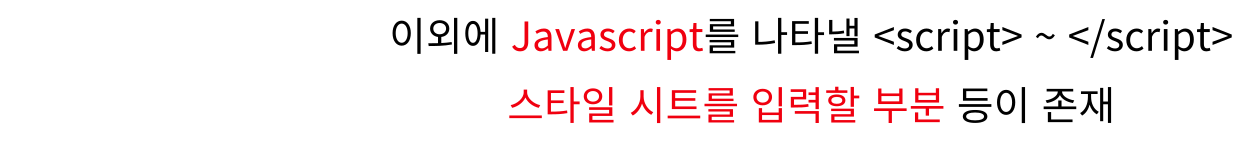 이외에 Javascript를 나타낼 <script> ~ </script>
스타일 시트를 입력할 부분 등이 존재